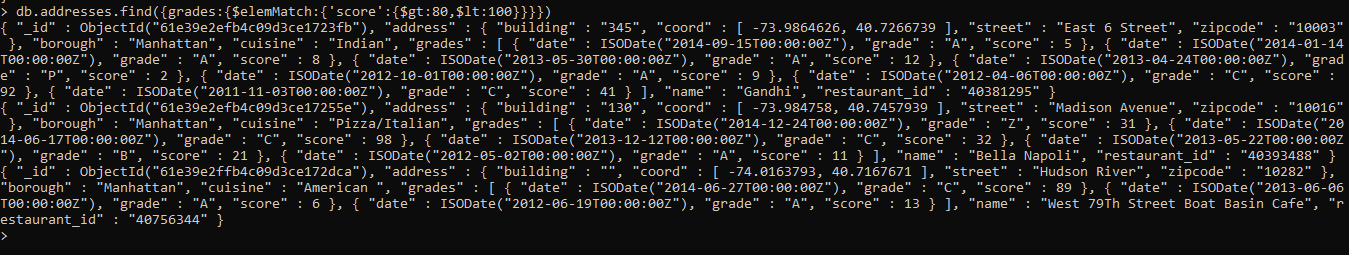 > db.addresses.find({grades:{$elemMatch:{'score':{$gt:80,$lt:100}}}})
{ "_id" : ObjectId("61e39e2efb4c09d3ce1723fb"), "address" : { "building" : "345", "coord" : [ -73.9864626, 40.7266739 ], "street" : "East 6 Street", "zipcode" : "10003"
 }, "borough" : "Manhattan", "cuisine" : "Indian", "grades" : [ { "date" : ISODate("2014-09-15T00:00:00Z"), "grade" : "A", "score" : 5 }, { "date" : ISODate("2014-01-14
T00:00:00Z"), "grade" : "A", "score" : 8 }, { "date" : ISODate("2013-05-30T00:00:00Z"), "grade" : "A", "score" : 12 }, { "date" : ISODate("2013-04-24T00:00:00Z"), "grad
e" : "P", "score" : 2 }, { "date" : ISODate("2012-10-01T00:00:00Z"), "grade" : "A", "score" : 9 }, { "date" : ISODate("2012-04-06T00:00:00Z"), "grade" : "C", "score" :
92 }, { "date" : ISODate("2011-11-03T00:00:00Z"), "grade" : "C", "score" : 41 } ], "name" : "Gandhi", "restaurant_id" : "40381295" }
{ "_id" : ObjectId("61e39e2efb4c09d3ce17255e"), "address" : { "building" : "130", "coord" : [ -73.984758, 40.7457939 ], "street" : "Madison Avenue", "zipcode" : "10016"
 }, "borough" : "Manhattan", "cuisine" : "Pizza/Italian", "grades" : [ { "date" : ISODate("2014-12-24T00:00:00Z"), "grade" : "Z", "score" : 31 }, { "date" : ISODate("20
14-06-17T00:00:00Z"), "grade" : "C", "score" : 98 }, { "date" : ISODate("2013-12-12T00:00:00Z"), "grade" : "C", "score" : 32 }, { "date" : ISODate("2013-05-22T00:00:00Z
"), "grade" : "B", "score" : 21 }, { "date" : ISODate("2012-05-02T00:00:00Z"), "grade" : "A", "score" : 11 } ], "name" : "Bella Napoli", "restaurant_id" : "40393488" }
{ "_id" : ObjectId("61e39e2ffb4c09d3ce172dca"), "address" : { "building" : "", "coord" : [ -74.0163793, 40.7167671 ], "street" : "Hudson River", "zipcode" : "10282" },
"borough" : "Manhattan", "cuisine" : "American ", "grades" : [ { "date" : ISODate("2014-06-27T00:00:00Z"), "grade" : "C", "score" : 89 }, { "date" : ISODate("2013-06-06
T00:00:00Z"), "grade" : "A", "score" : 6 }, { "date" : ISODate("2012-06-19T00:00:00Z"), "grade" : "A", "score" : 13 } ], "name" : "West 79Th Street Boat Basin Cafe", "r
estaurant_id" : "40756344" }
>